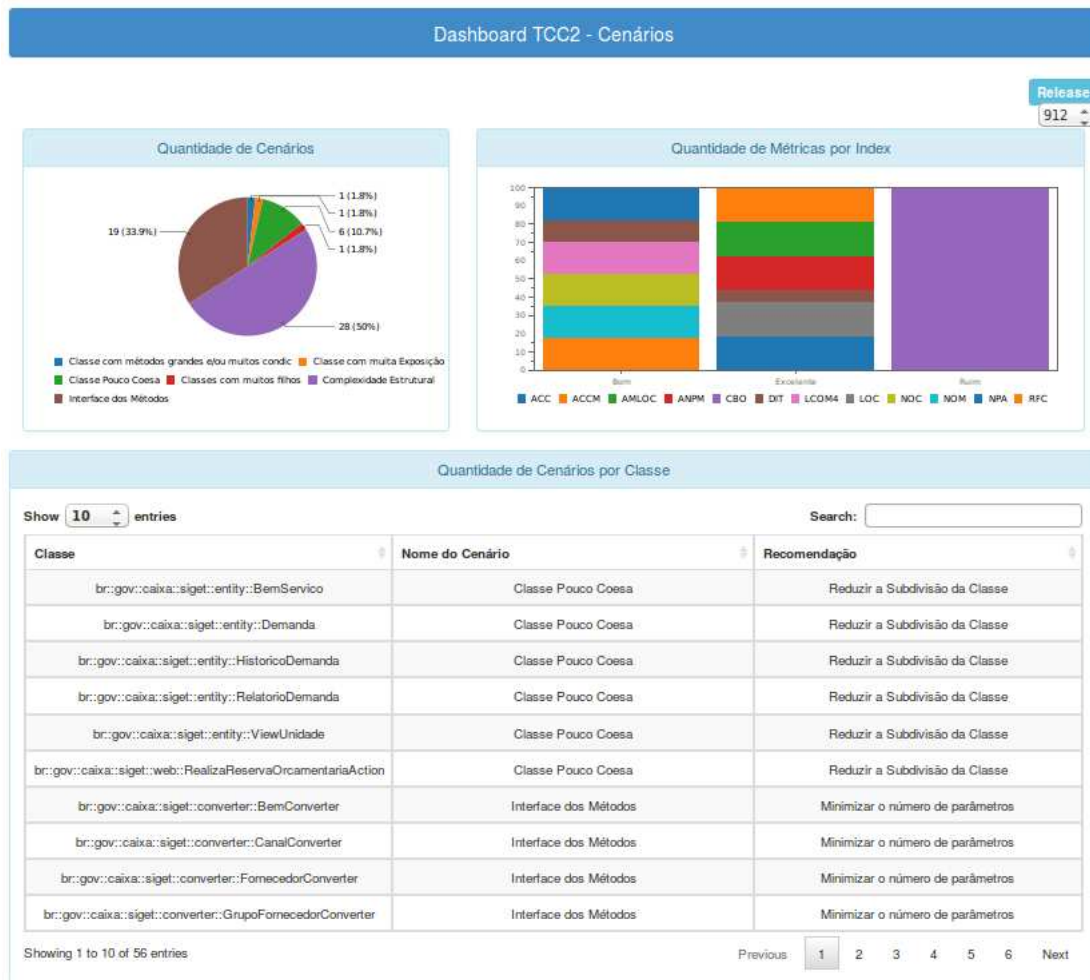 Dashboard TCC2 - Cenários
Release
912
Quantidade de Cenários
1 (1.8%)
1 (1.8%)
6 (10.7%)
1 (1.8%)
19 (33.9%)
28 (50%)
Classe com métodos grandes e/ou muitos condic Classe com muita Exposição
Classe Pouco Coesa Classes com muitos filhos Complexidade Estrutural
Interface dos Métodos
Quantidade de Métricas por Index
100
90
80
70
60
50
40
30
20
10
0
Bom Excelente Ruim
ACC ACCM AMLOC ANPM CBO DIT LCOM4 LOC NOC NOM NPA RFC
Quantidade de Cenários por Classe
Show 10 entries Search:
Classe Nome do Cenário Recomendação
br::gov::caixa::siget::entity::BemServico Classe Pouco Coesa Reduzir a Subdivisão da Classe
br::gov::caixa::siget::entity::Demanda Classe Pouco Coesa Reduzir a Subdivisão da Classe
br::gov::caixa::siget::entity::HistoricoDemanda Classe Pouco Coesa Reduzir a Subdivisão da Classe
br::gov::caixa::siget::entity::RelatorioDemanda Classe Pouco Coesa Reduzir a Subdivisão da Classe
br::gov::caixa::siget::entity::ViewUnidade Classe Pouco Coesa Reduzir a Subdivisão da Classe
br::gov::caixa::siget::web::RealizaReservaOrcamentariaAction Classe Pouco Coesa Reduzir a Subdivisão da Classe
br::gov::caixa::siget::converter::BemConverter Interface dos Métodos Minimizar o número de parâmetros
br::gov::caixa::siget::converter::CanalConverter Interface dos Métodos Minimizar o número de parâmetros
br::gov::caixa::siget::converter::FornecedorConverter Interface dos Métodos Minimizar o número de parâmetros
br::gov::caixa::siget::converter::GrupoFornecedorConverter Interface dos Métodos Minimizar o número de parâmetros
Showing 1 to 10 of 56 entries Previous 1 2 3 4 5 6 Next